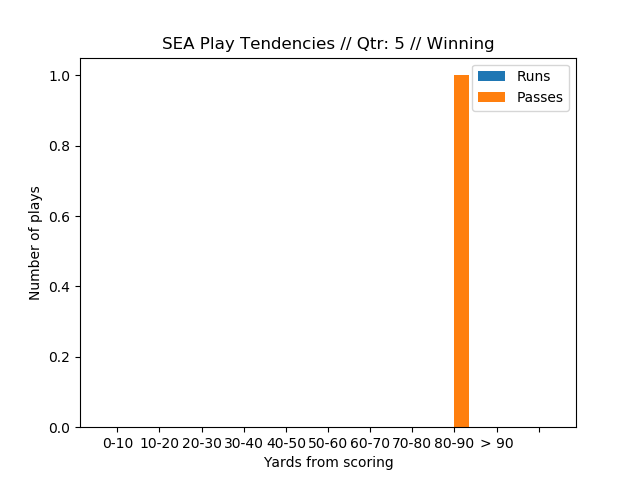 SEA Play Tendencies // Qtr: 5 // Winning
Runs
Passes
1.0
0.8
0.6
0.4
0.2
0.0
Number of plays
0-10 10-20 20-30 30-40 40-50 50-60 60-70 70-80 80-90 > 90
Yards from scoring